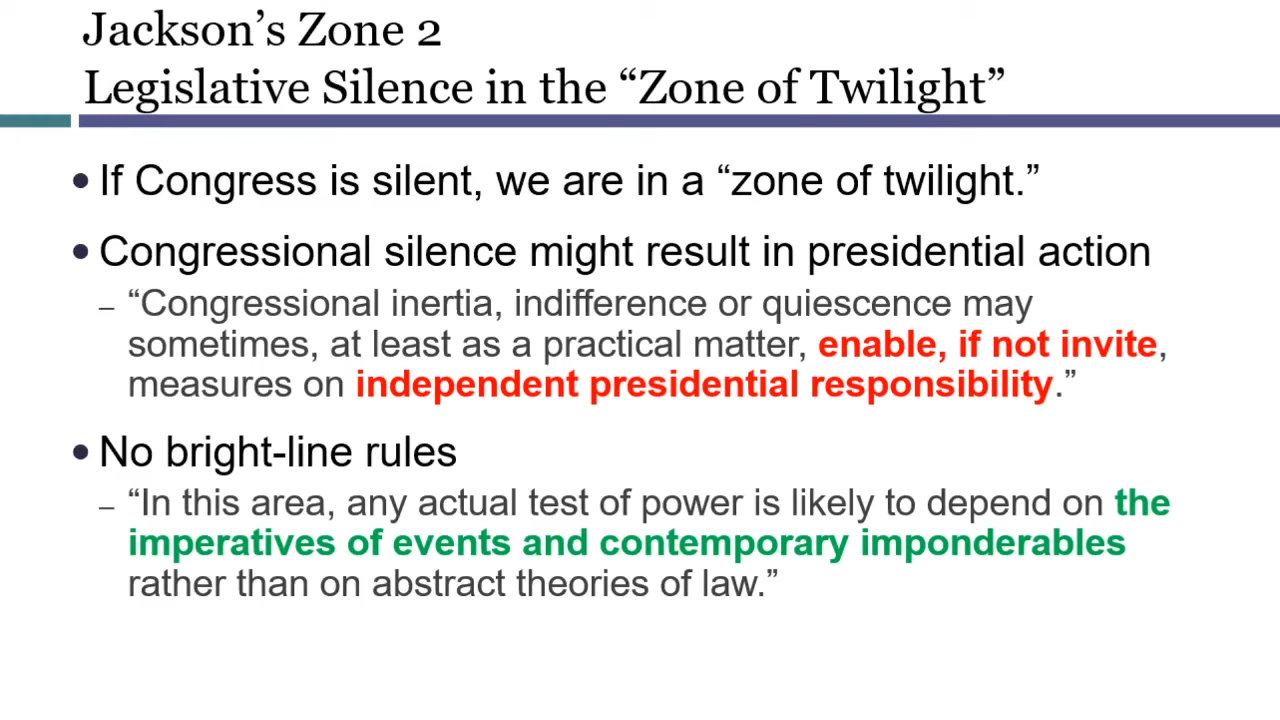 Jackson’s Zone 2
Legislative Silence in the “Zone of Twilight”
• If Congress is silent, we are in a “zone of twilight.”
• Congressional silence might result in presidential action
– “Congressional inertia, indifference or quiescence may
sometimes, at least as a practical matter, enable, if not invite,
measures on independent presidential responsibility.”
• No bright-line rules
– “In this area, any actual test of power is likely to depend on the
imperatives of events and contemporary imponderables
rather than on abstract theories of law.”